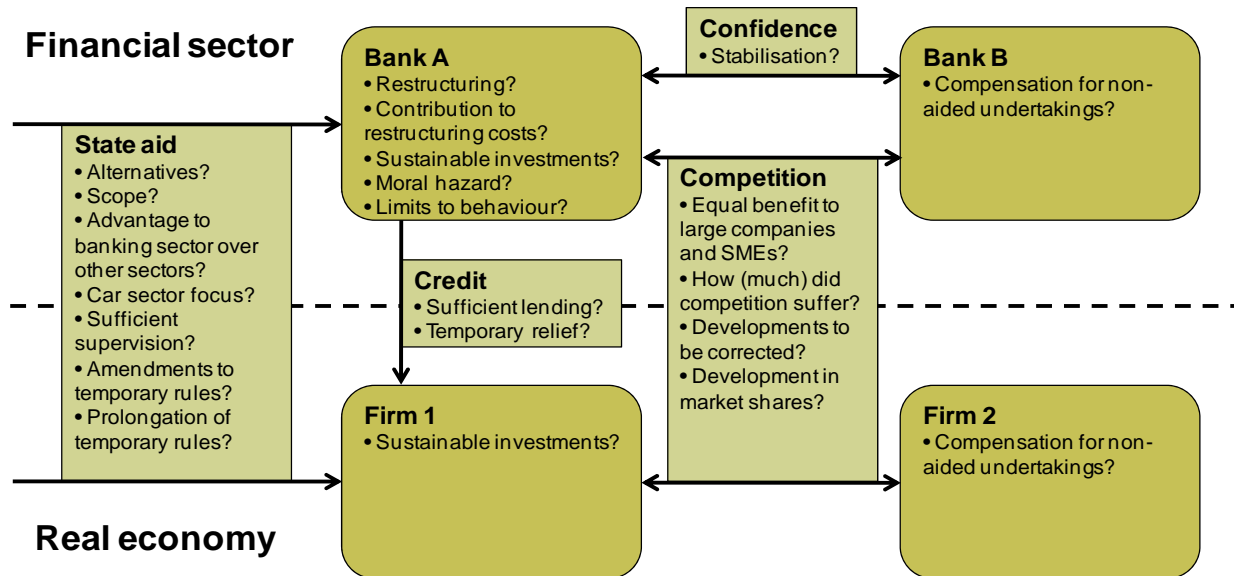 Financial sector
State aid
• Alternatives?
• Scope?
• Advantage to
banking sector over
other sectors?
• Car sector focus?
• Sufficient
supervision?
• Amendments to
temporary rules?
• Prolongation of
temporary rules?
Bank A
• Restructuring?
• Contribution to
restructuring costs?
• Sustainable investments?
• Moral hazard?
• Limits to behaviour?
Confidence
• Stabilisation?
Bank B
• Compensation for non-
aided undertakings?
Credit
• Sufficient lending?
• Temporary relief?
Competition
• Equal benefit to
large companies
and SMEs?
• How (much) did
competition suffer?
• Developments to
be corrected?
• Development in
market shares?
Firm 1
• Sustainable investments?
Firm 2
• Compensation for non-
aided undertakings?
Real economy